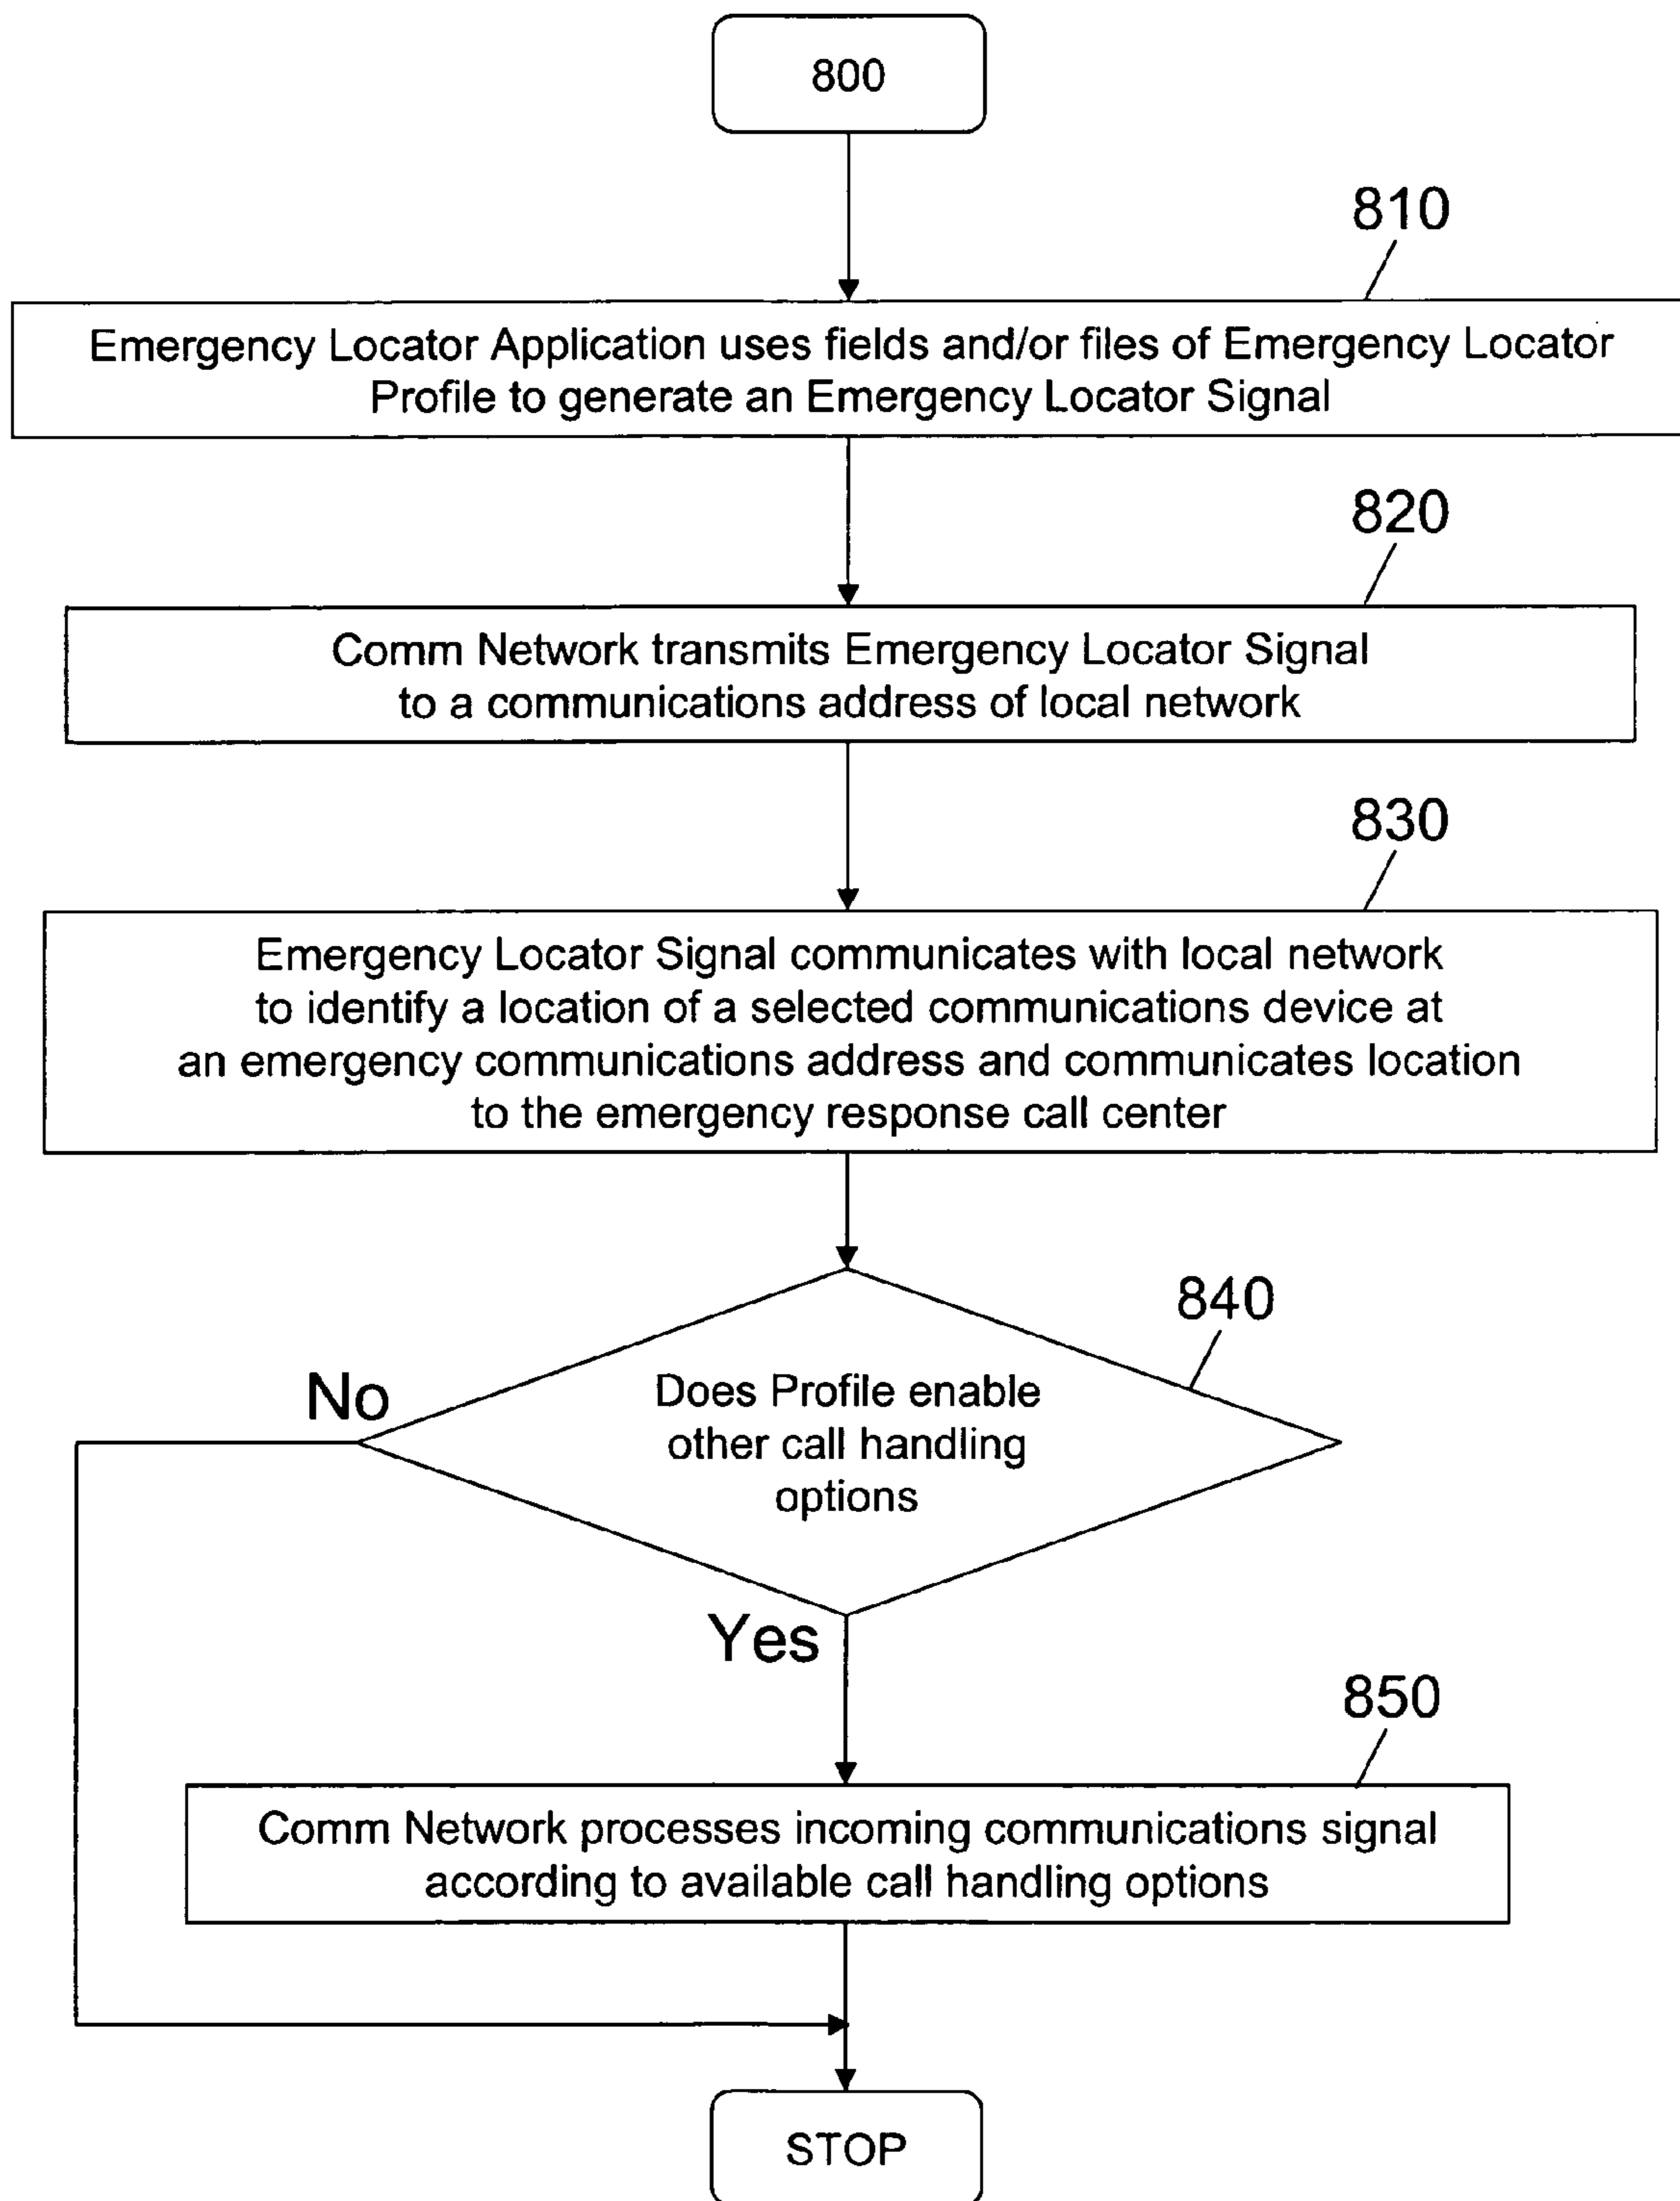 800
810
Emergency Locator Application uses fields and/or files of Emergency Locator
Profile to generate an Emergency Locator Signal
820
Comm Network transmits Emergency Locator Signal
to a communications address of local network
830
Emergency Locator Signal communicates with local network
to identify a location of a selected communications device at
an emergency communications address and communicates location
to the emergency response call center
840
No
Does Profile enable
other call handling
options
Yes
850
Comm Network processes incoming communications signal
according to available call handling options
STOP